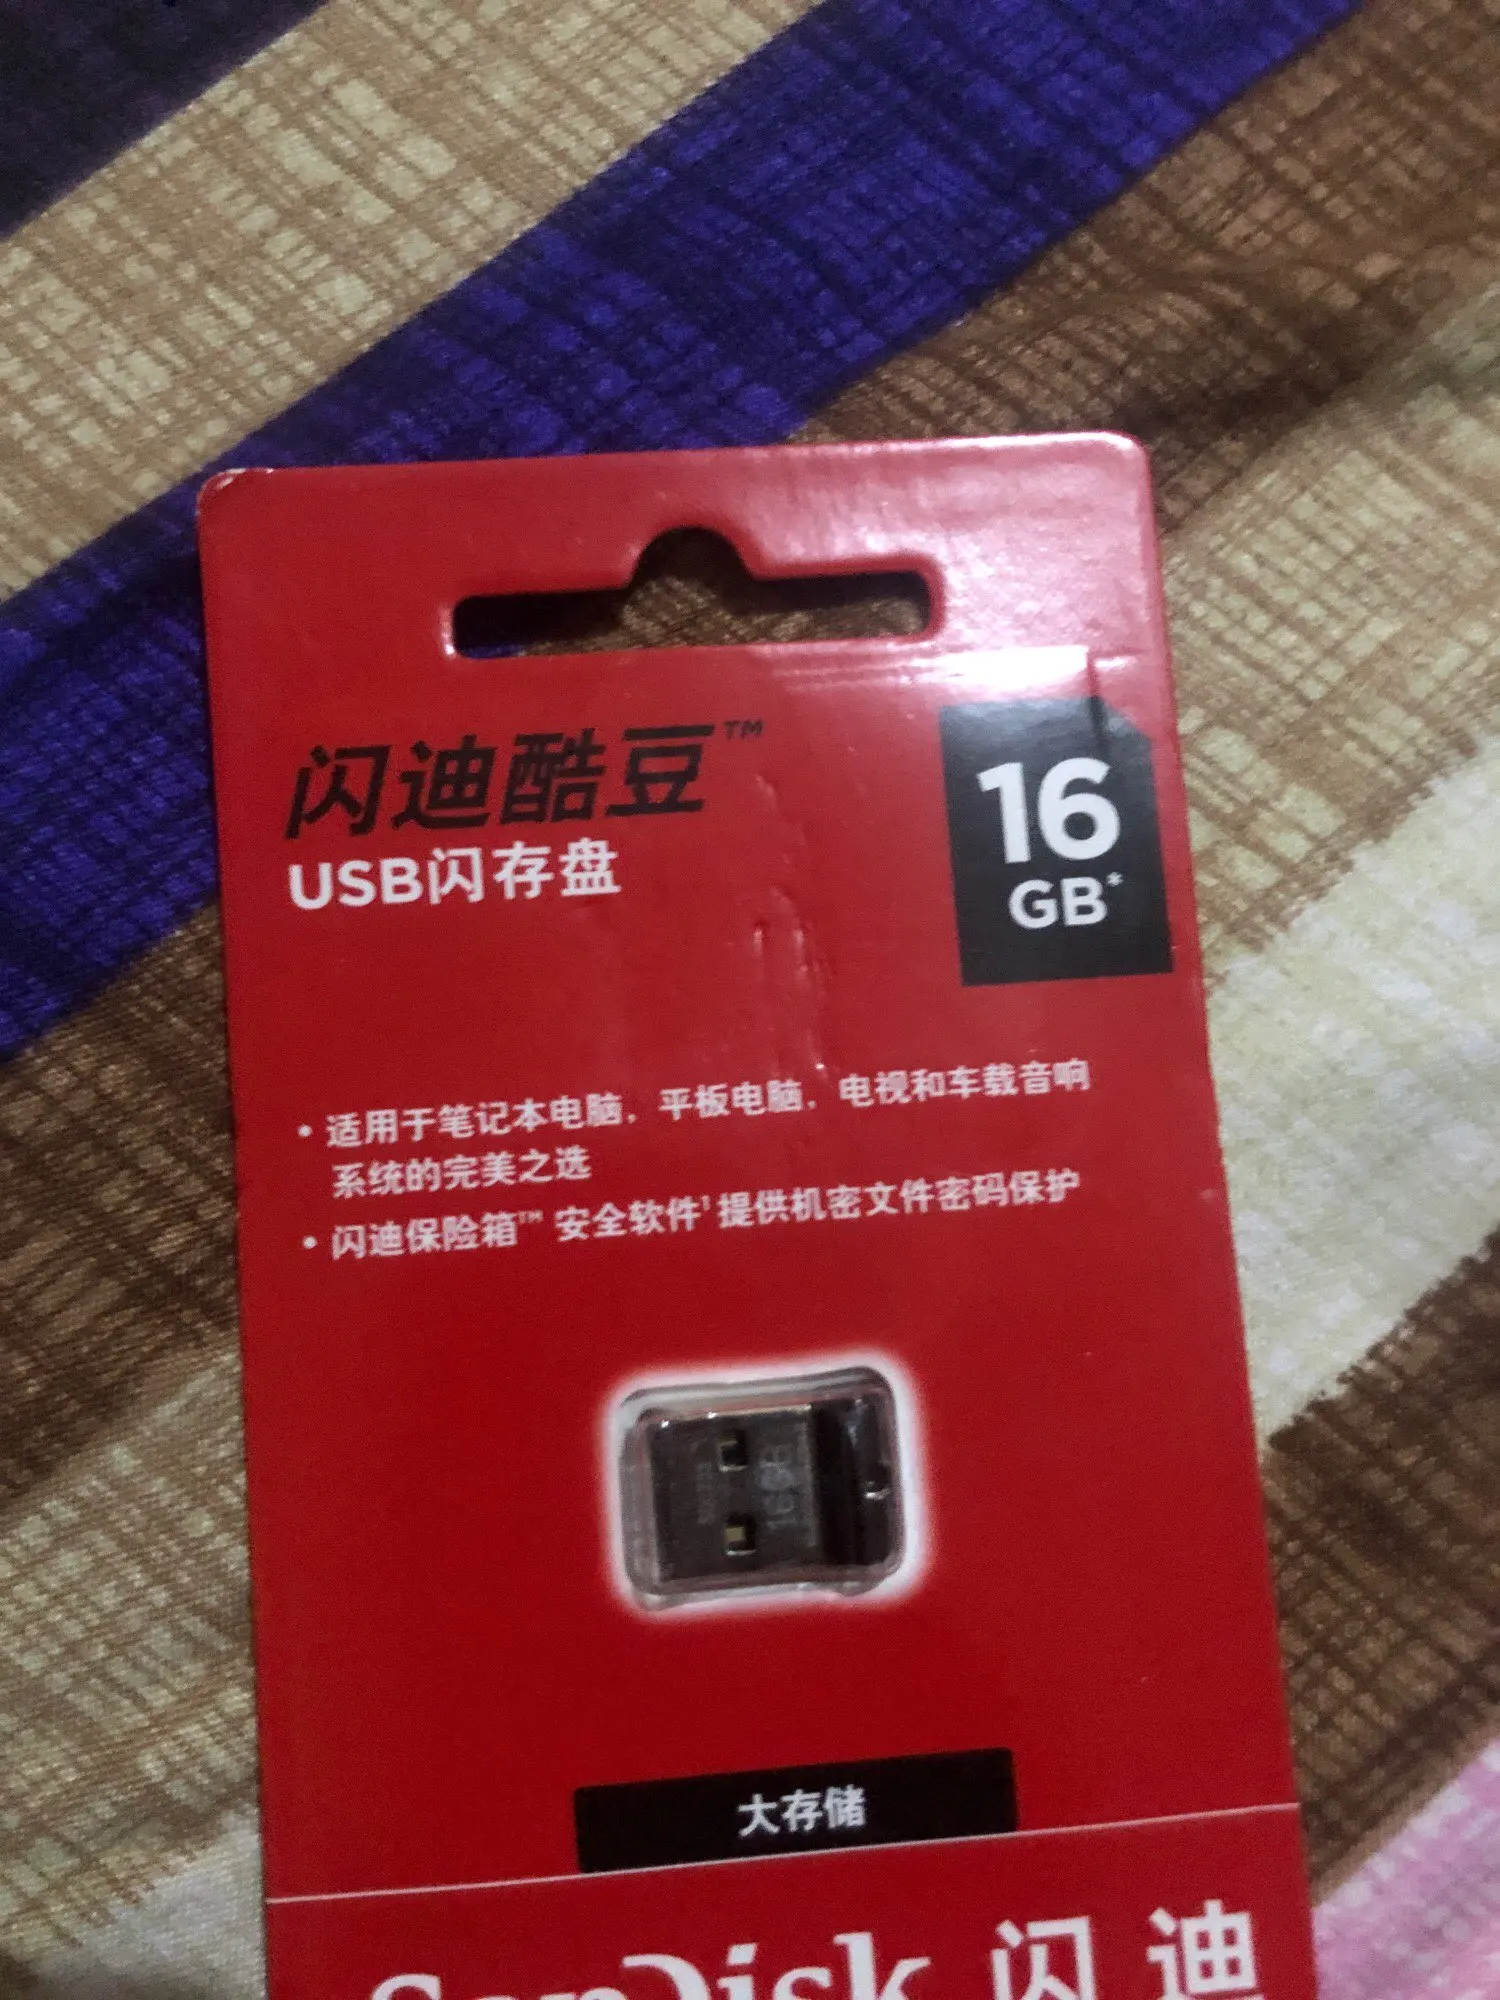 闪迪酷豆™
USB闪存盘
16
GB*
• 适用于笔记本电脑，平板电脑，电视和车载音响
系统的完美之选
• 闪迪保险箱™ 安全软件¹提供机密文件密码保护
16GB
大存储
SanDisk 闪迪